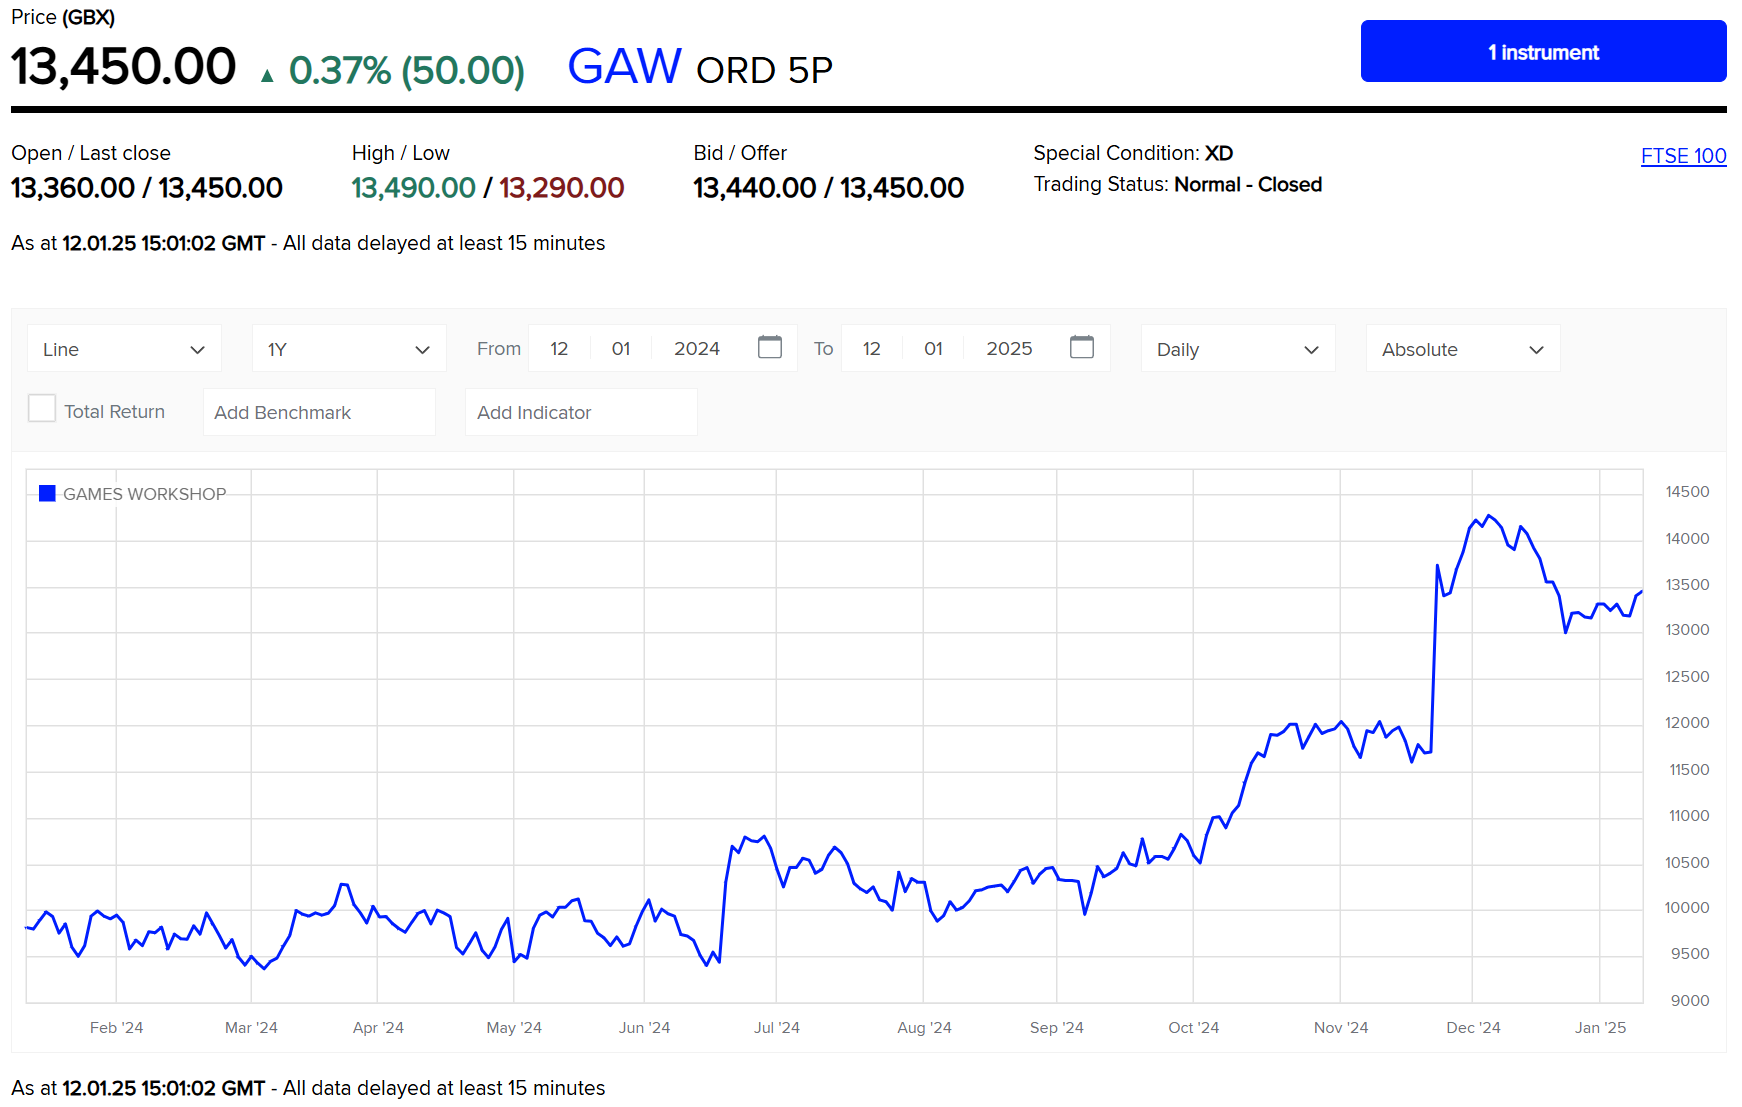 Price (GBX)
13,450.00 ▲ 0.37% (50.00) GAW ORD 5P
1 instrument
Open / Last close High / Low Bid / Offer Special Condition: XD FTSE 100
13,360.00 / 13,450.00 13,490.00 / 13,290.00 13,440.00 / 13,450.00 Trading Status: Normal - Closed
As at 12.01.25 15:01:02 GMT - All data delayed at least 15 minutes
Line 1Y From 12 01 2024 To 12 01 2025 Daily Absolute
Total Return Add Benchmark Add Indicator
GAMES WORKSHOP
14500
14000
13500
13000
12500
12000
11500
11000
10500
10000
9500
9000
Feb '24 Mar '24 Apr '24 May '24 Jun '24 Jul '24 Aug '24 Sep '24 Oct '24 Nov '24 Dec '24 Jan '25
As at 12.01.25 15:01:02 GMT - All data delayed at least 15 minutes